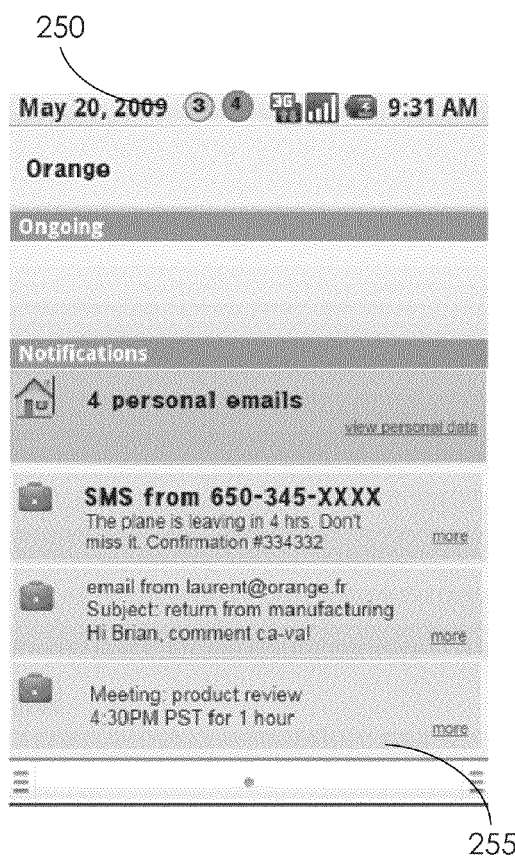 250
May 20, 2009 3 4 3G 9:31 AM
Orange
Ongoing
Notifications
4 personal emails
view personal data
SMS from 650-345-XXXX
The plane is leaving in 4 hrs. Don't
miss it. Confirmation #334332
more
email from laurent@orange.fr
Subject: return from manufacturing
Hi Brian, comment ca-va!
more
Meeting: product review
4:30PM PST for 1 hour
more
255